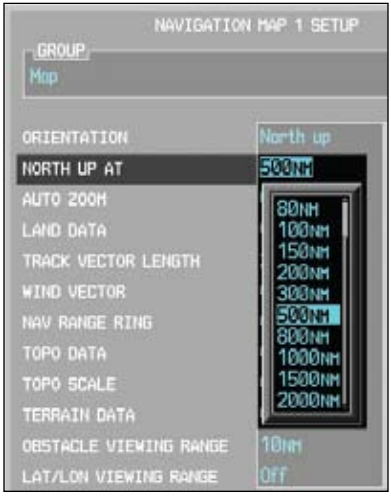 NAVIGATION MAP 1 SETUP
GROUP
Map
ORIENTATION North up
NORTH UP AT 500NM
AUTO ZOOM
LAND DATA
TRACK VECTOR LENGTH
WIND VECTOR
NAV RANGE RING
TOPO DATA
TOPO SCALE
TERRAIN DATA
OBSTACLE VIEWING RANGE 10NM
LAT/LON VIEWING RANGE Off
80NM
100NM
150NM
200NM
300NM
500NM
800NM
1000NM
1500NM
2000NM